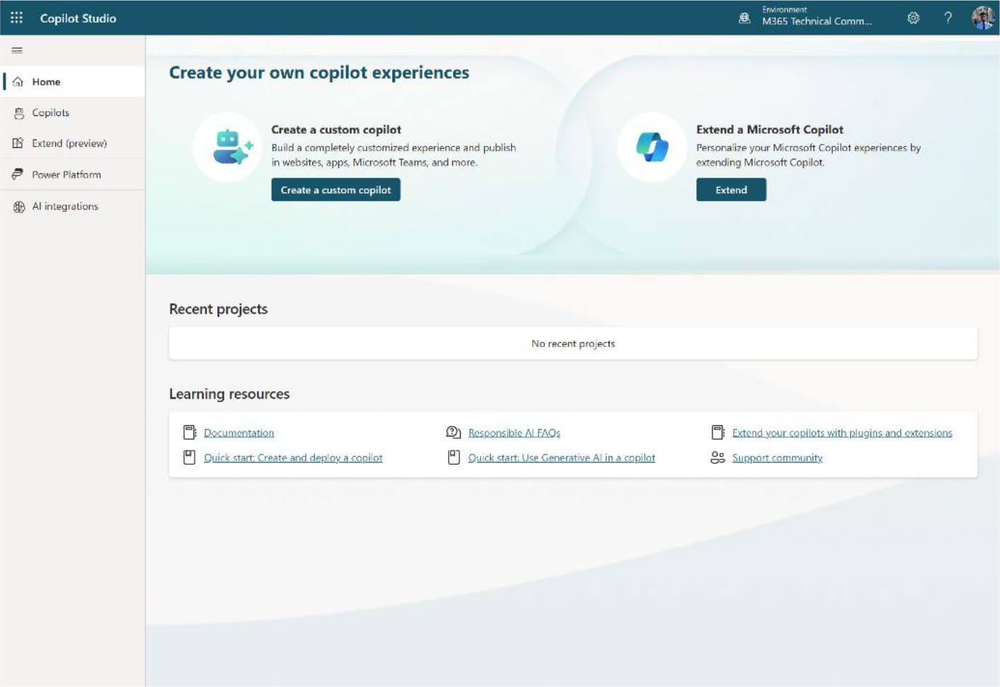 Copilot Studio
Environment
M365 Technical Comm...
?
Home
Copilots
Extend (preview)
Power Platform
AI integrations
Create your own copilot experiences
Create a custom copilot
Build a completely customized experience and publish
in websites, apps, Microsoft Teams, and more.
Create a custom copilot
Extend a Microsoft Copilot
Personalize your Microsoft Copilot experiences by
extending Microsoft Copilot.
Extend
Recent projects
No recent projects
Learning resources
Documentation
Responsible AI FAQs
Extend your copilots with plugins and extensions
Quick start: Create and deploy a copilot
Quick start: Use Generative AI in a copilot
Support community